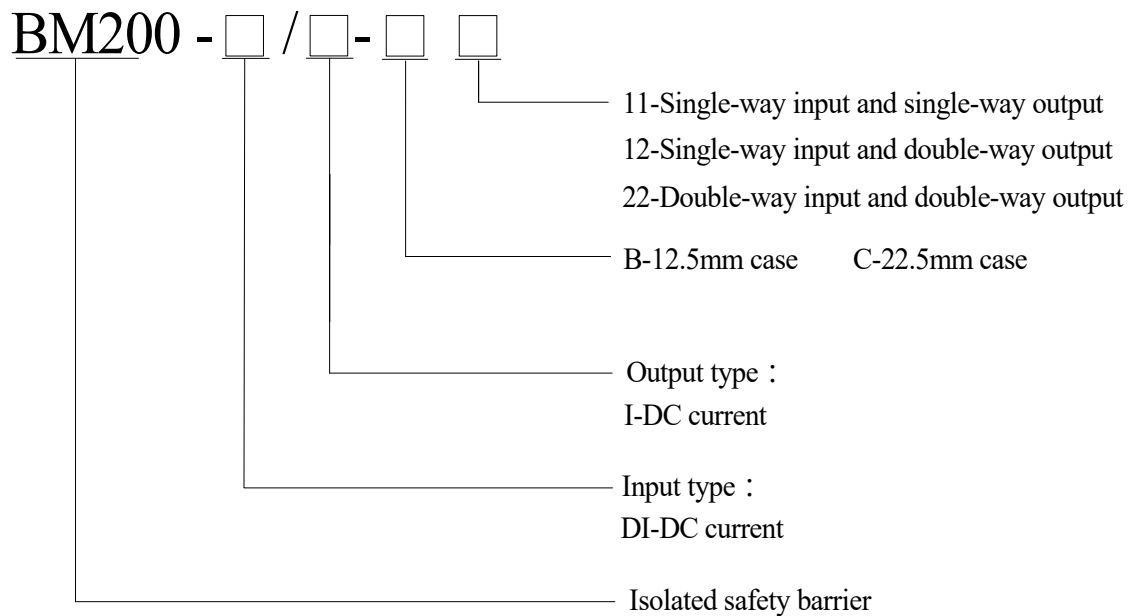 BM200 - □ / □ - □ □
11-Single-way input and single-way output
12-Single-way input and double-way output
22-Double-way input and double-way output
B-12.5mm case C-22.5mm case
Output type：
I-DC current
Input type：
DI-DC current
Isolated safety barrier